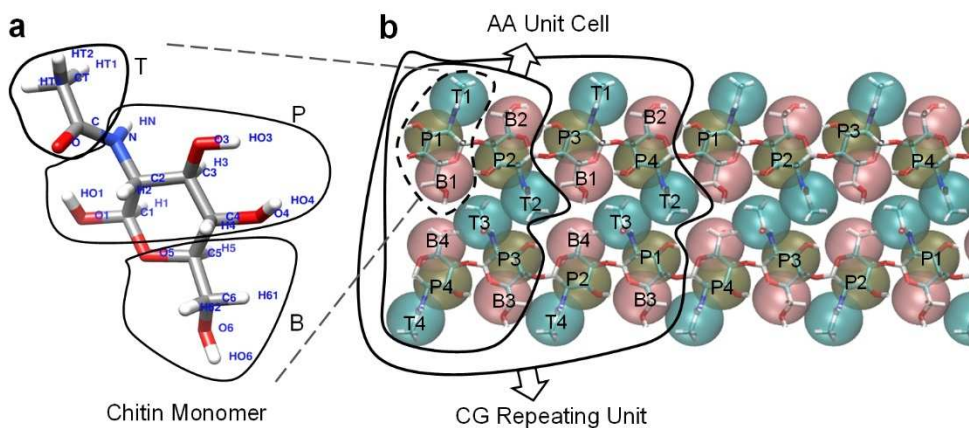 a
b
AA Unit Cell
HT2
HT1
CT
T
C
HN
O
N
P
O3
HO3
H3
C2
C3
HO1
H2
H1
HO4
O1
C1
C4
O4
H4
H5
O5
C5
C6
H61
H62
B
O6
HO6
Chitin Monomer
T1 T1
B2 B2
P1 P3 P1 P3
P2 P4 P2 P4
B1 B1
T2 T2
T3 T3
B4 P3 B4 P1 P3 P1
P4 P2 P4 P2
B3 B3
T4 T4
CG Repeating Unit